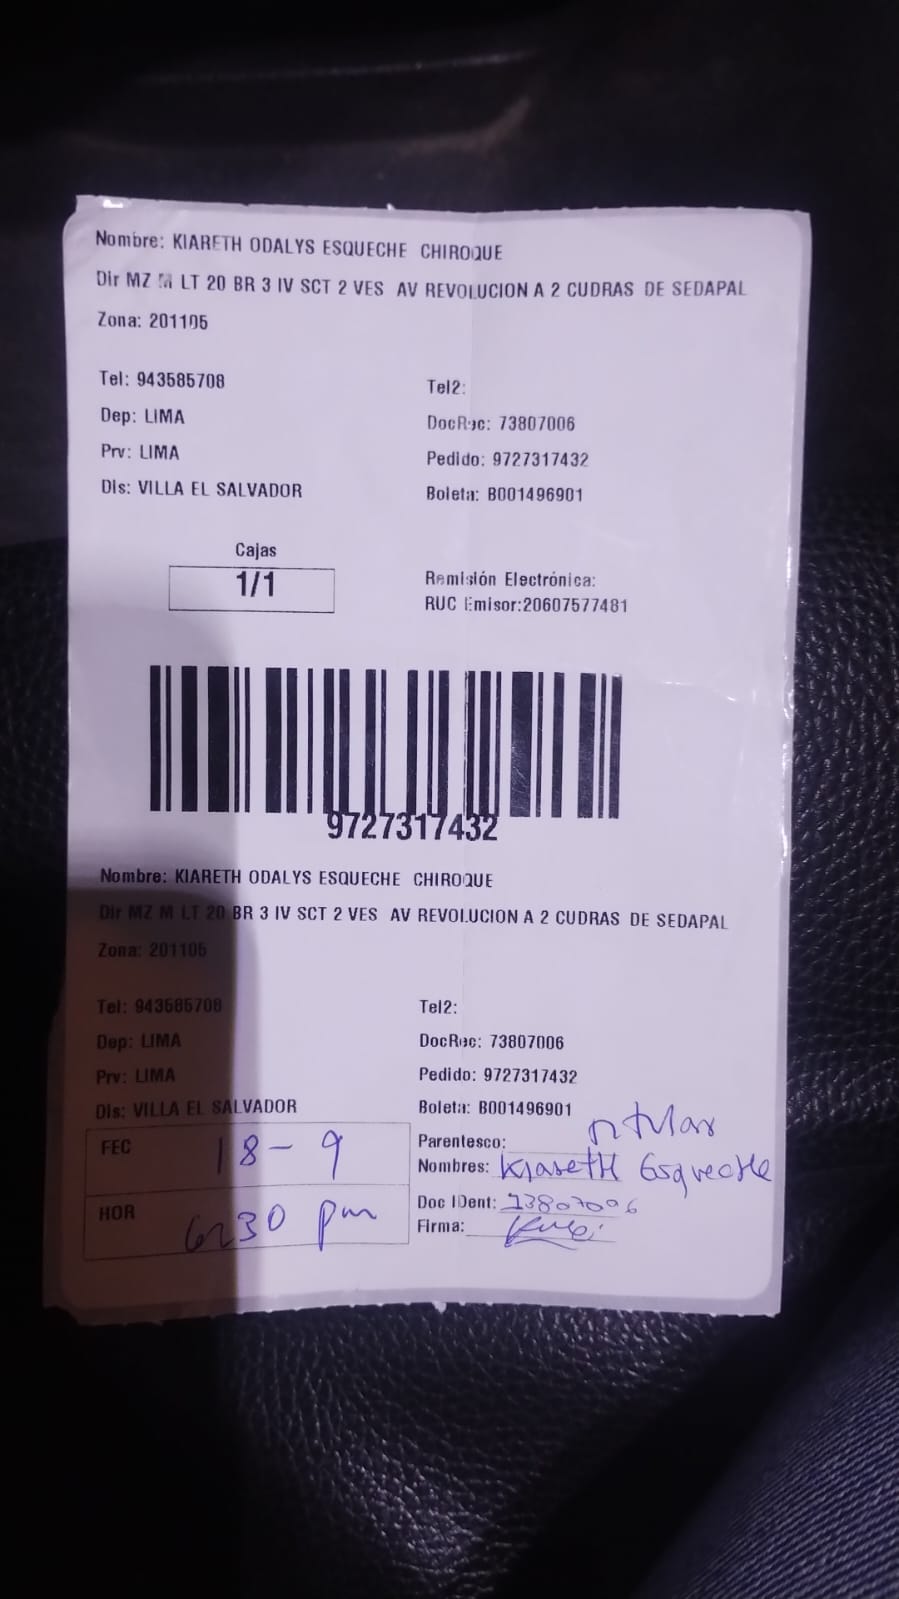 Nombre: KIARETH ODALYS ESQUECHE CHIROQUE
Dir MZ M LT 20 BR 3 IV SCT 2 VES AV REVOLUCION A 2 CUDRAS DE SEDAPAL
Zona: 201105
Tel: 943585708 Tel2:
Dep: LIMA DocRec: 73807006
Prv: LIMA Pedido: 9727317432
Dis: VILLA EL SALVADOR Boleta: B001496901
Cajas
1/1
Remisión Electrónica:
RUC Emisor:20607577481
9727317432
Nombre: KIARETH ODALYS ESQUECHE CHIROQUE
Dir MZ M LT 20 BR 3 IV SCT 2 VES AV REVOLUCION A 2 CUDRAS DE SEDAPAL
Zona: 201105
Tel: 943585708 Tel2:
Dep: LIMA DocRec: 73807006
Prv: LIMA Pedido: 9727317432
Dis: VILLA EL SALVADOR Boleta: B001496901
FEC 18-9 Parentesco:
Nombres: Kiareth Esqueche
HOR 6:30 pm Doc IDent: 73807006
Firma: